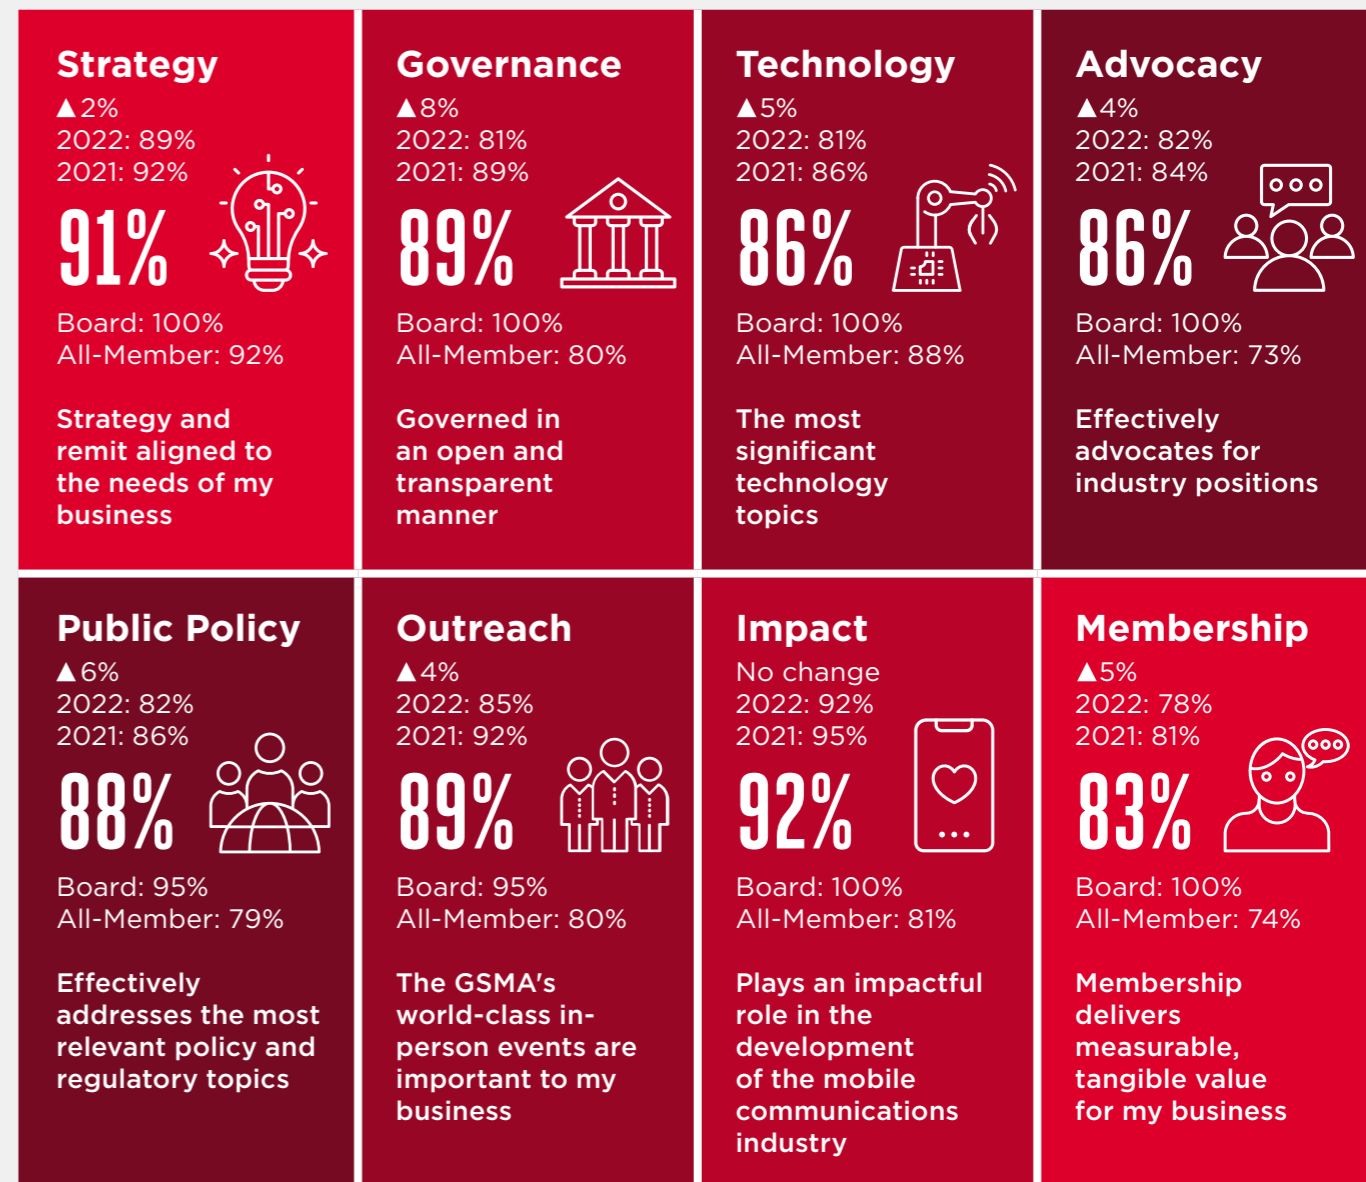 Strategy
▲2%
2022: 89%
2021: 92%
91%
Board: 100%
All-Member: 92%
Strategy and
remit aligned to
the needs of my
business
Governance
▲8%
2022: 81%
2021: 89%
89%
Board: 100%
All-Member: 80%
Governed in
an open and
transparent
manner
Technology
▲5%
2022: 81%
2021: 86%
86%
Board: 100%
All-Member: 88%
The most
significant
technology
topics
Advocacy
▲4%
2022: 82%
2021: 84%
86%
Board: 100%
All-Member: 73%
Effectively
advocates for
industry positions
Public Policy
▲6%
2022: 82%
2021: 86%
88%
Board: 95%
All-Member: 79%
Effectively
addresses the most
relevant policy and
regulatory topics
Outreach
▲4%
2022: 85%
2021: 92%
89%
Board: 95%
All-Member: 80%
The GSMA's
world-class in-
person events are
important to my
business
Impact
No change
2022: 92%
2021: 95%
92%
Board: 100%
All-Member: 81%
Plays an impactful
role in the
development
of the mobile
communications
industry
Membership
▲5%
2022: 78%
2021: 81%
83%
Board: 100%
All-Member: 74%
Membership
delivers
measurable,
tangible value
for my business